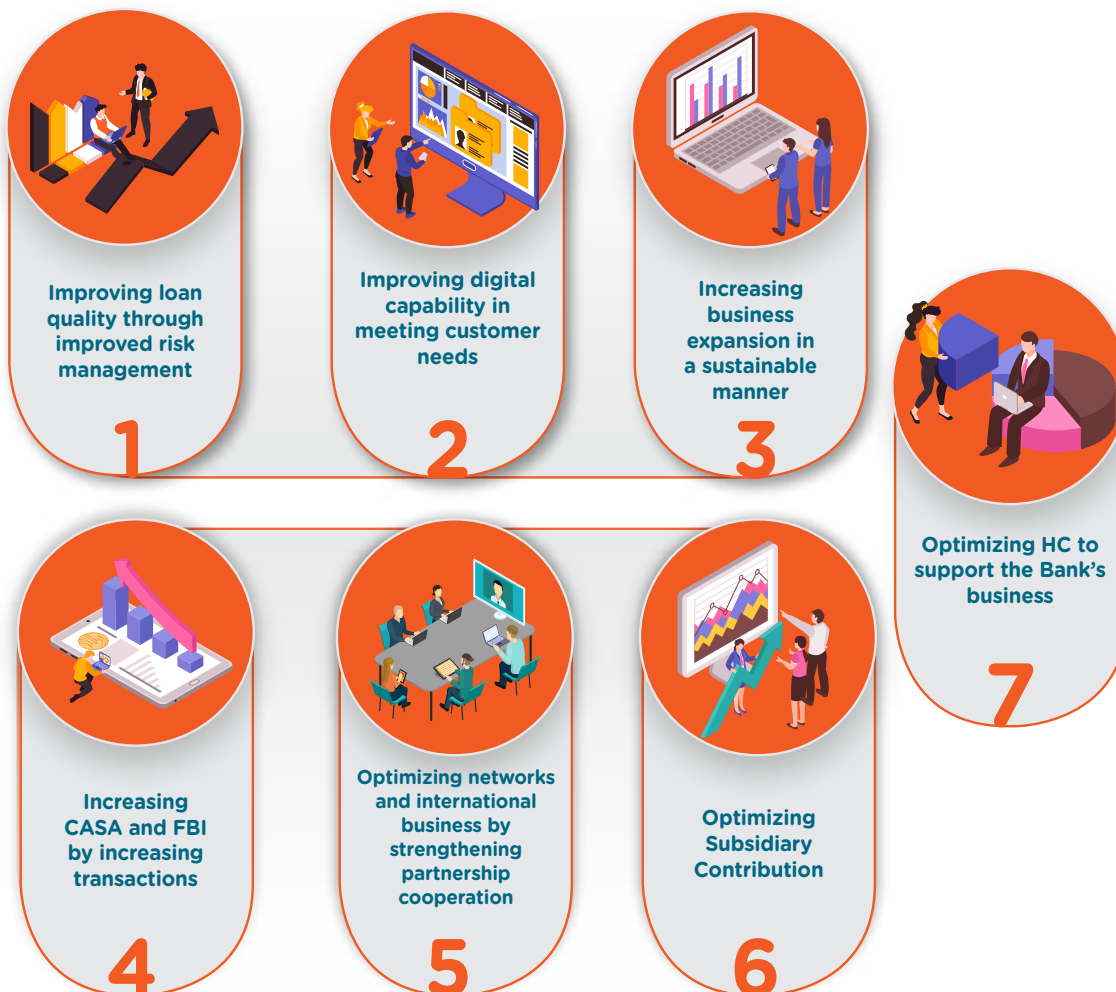 Improving loan
quality through
improved risk
management
1
Improving digital
capability in
meeting customer
needs
2
Increasing
business
expansion in
a sustainable
manner
3
Increasing
CASA and FBI
by increasing
transactions
4
Optimizing networks
and international
business by
strengthening
partnership
cooperation
5
Optimizing
Subsidiary
Contribution
6
Optimizing HC to
support the Bank's
business
7